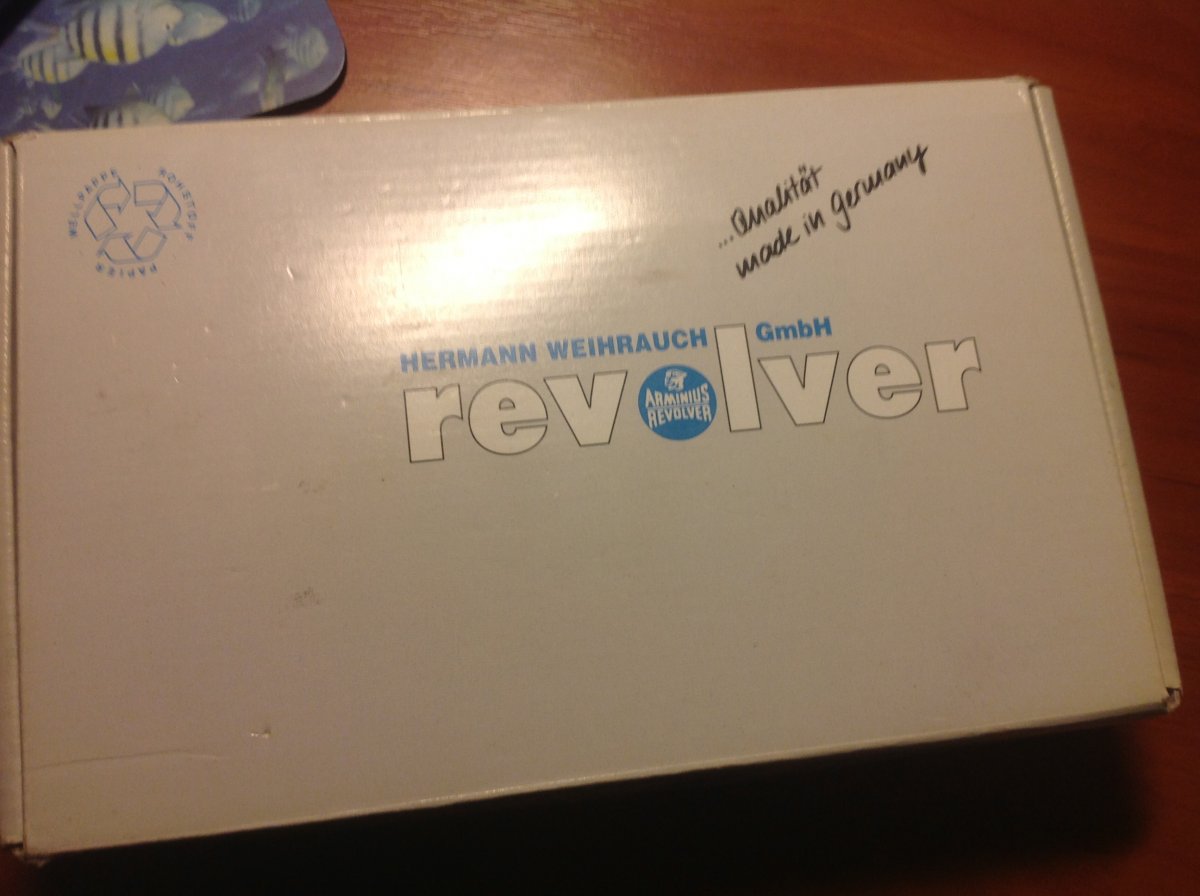 WELLPAPPE
ROHSTOFF
PAPIER
...Qualität
made in germany
HERMANN WEIHRAUCH GmbH
revolver
ARMINIUS
REVOLVER